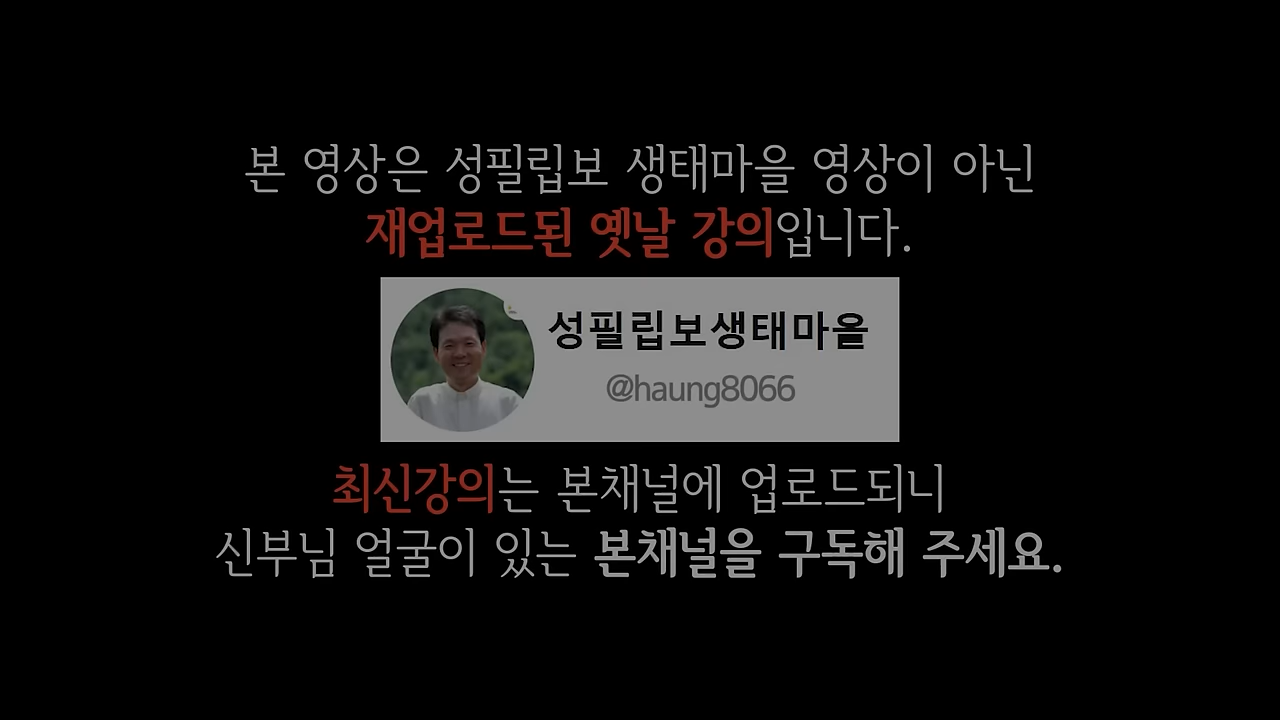 본 영상은 성필립보 생태마을 영상이 아닌
재업로드된 옛날 강의입니다.
성필립보생태마을
@haung8066
최신강의는 본채널에 업로드되니
신부님 얼굴이 있는 본채널을 구독해 주세요.